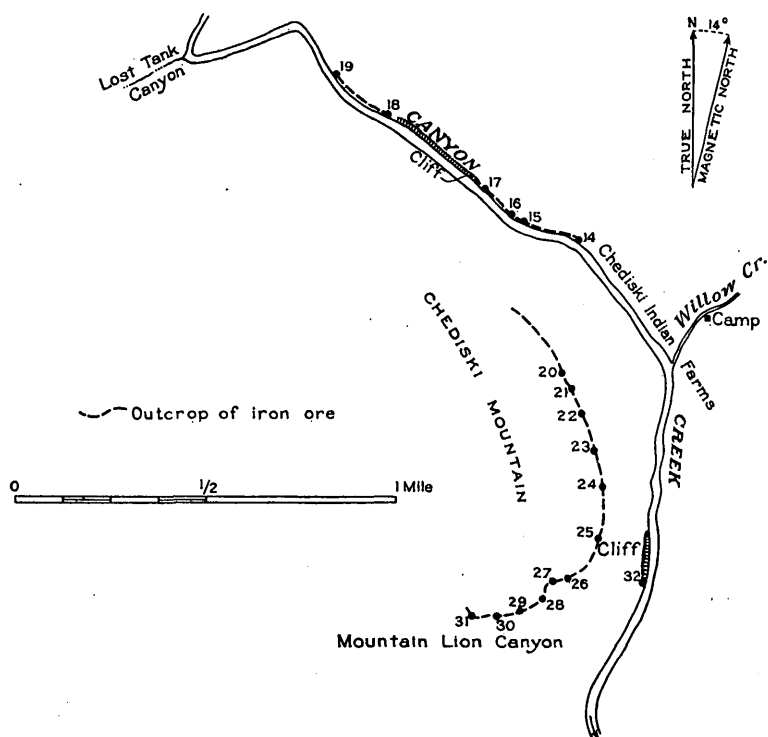 N 14°
TRUE NORTH
MAGNETIC NORTH
Lost Tank
Canyon
19
18
CANYON
Cliff
17
16
15
14
Chediski Indian
Farms
Willow Cr.
Camp
CHEDISKI MOUNTAIN
20
21
22
23
24
25
CREEK
Cliff
Outcrop of iron ore
0 1/2 1 Mile
32
27
26
28
29
30
31
Mountain Lion Canyon